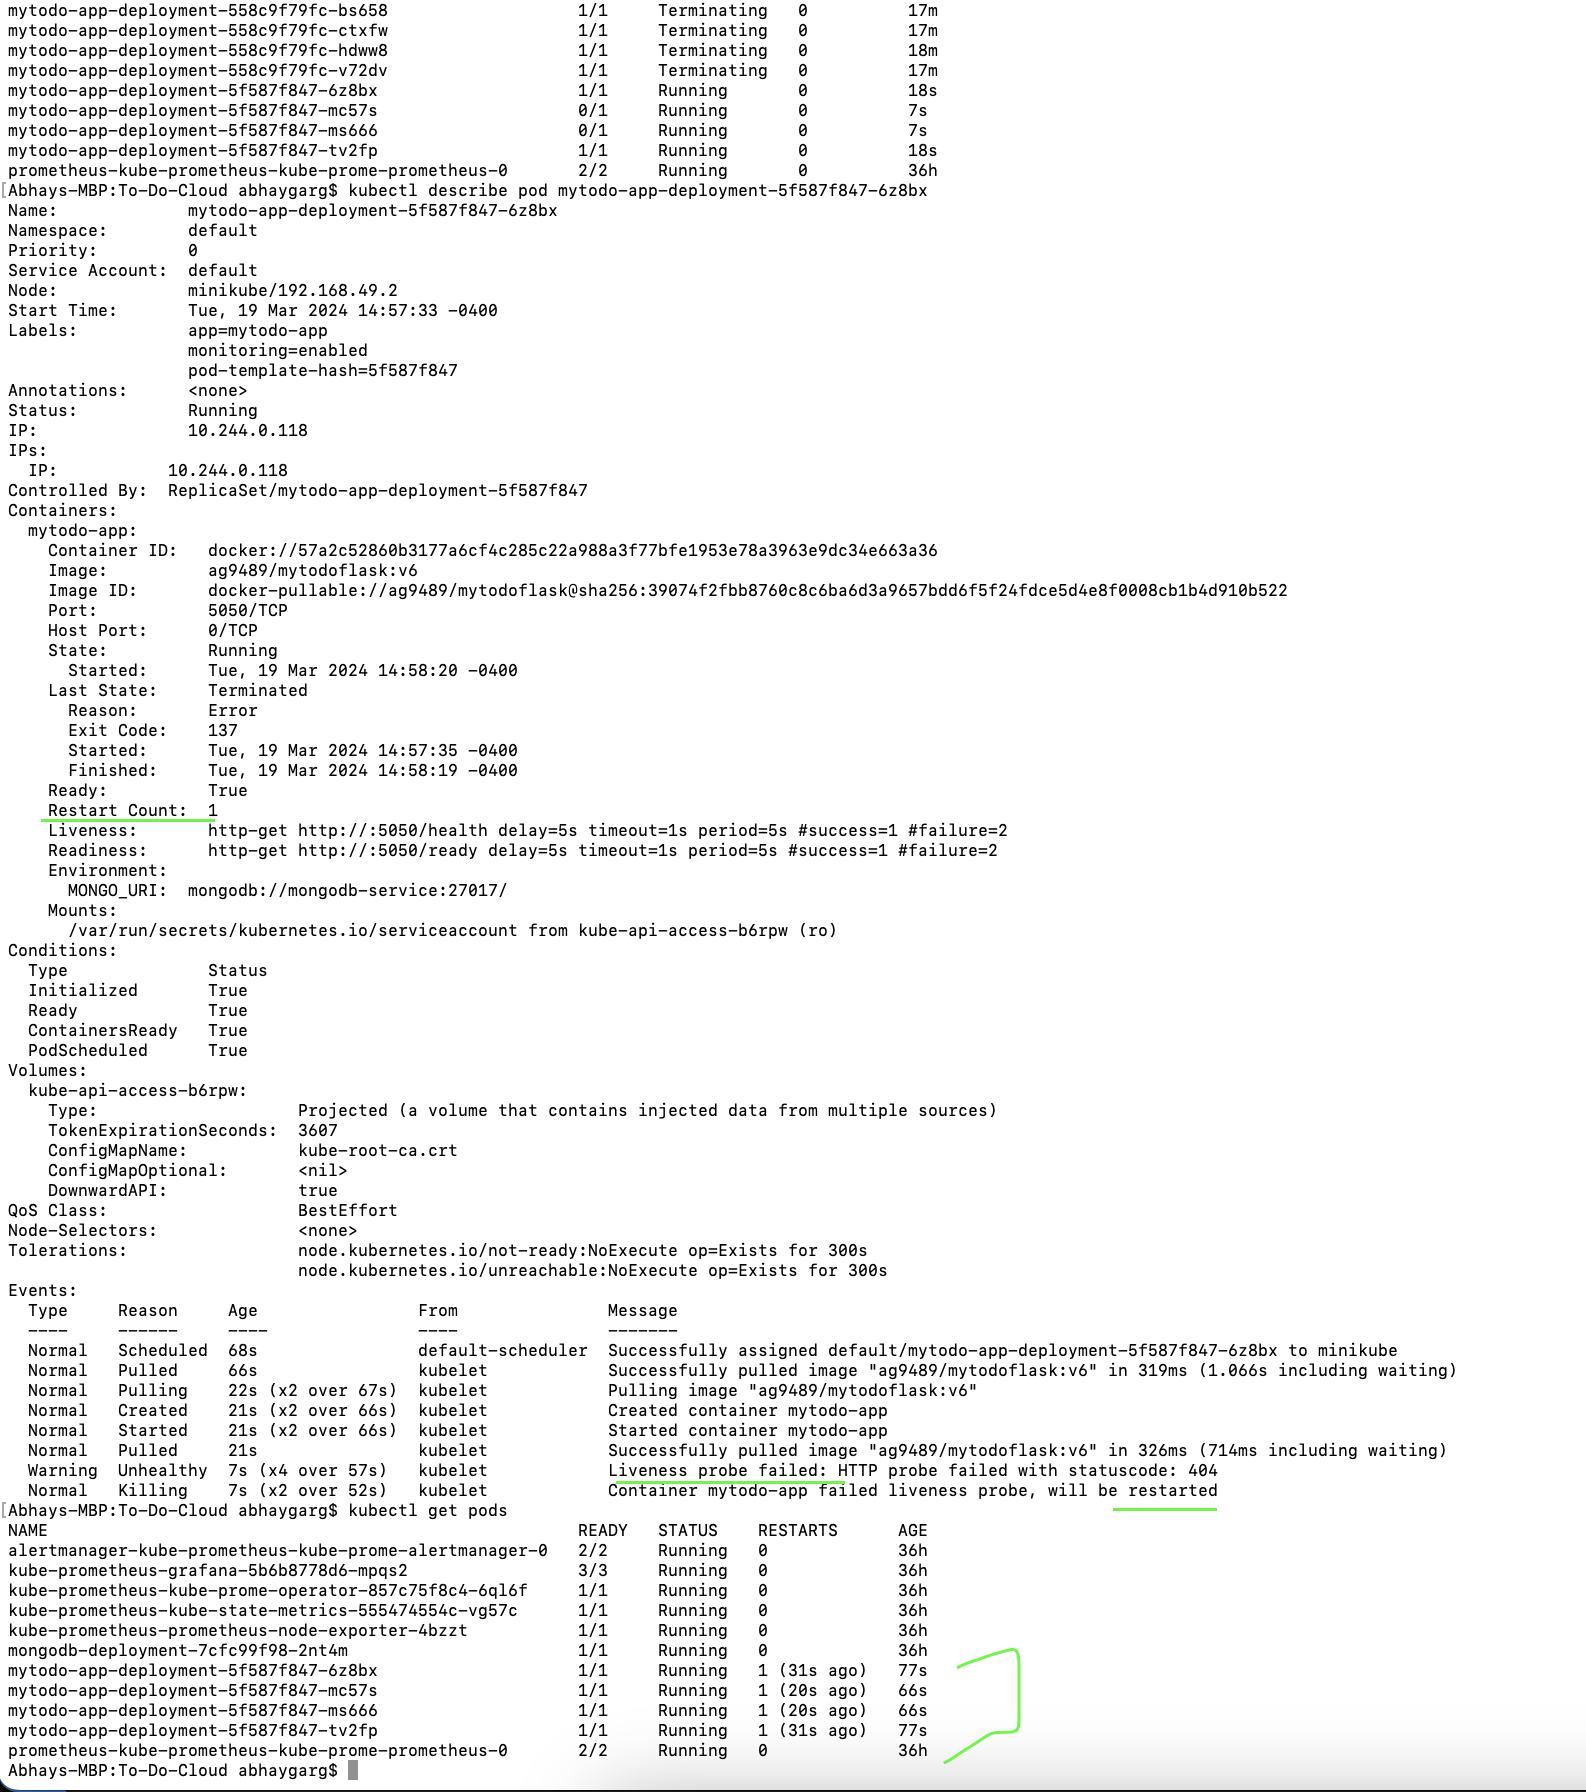 mytodo-app-deployment-558c9f79fc-bs658                   1/1     Terminating   0          17m
mytodo-app-deployment-558c9f79fc-ctxfw                   1/1     Terminating   0          17m
mytodo-app-deployment-558c9f79fc-hdww8                   1/1     Terminating   0          18m
mytodo-app-deployment-558c9f79fc-v72dv                   1/1     Terminating   0          17m
mytodo-app-deployment-5f587f847-6z8bx                    1/1     Running       0          18s
mytodo-app-deployment-5f587f847-mc57s                    0/1     Running       0          7s
mytodo-app-deployment-5f587f847-ms666                    0/1     Running       0          7s
mytodo-app-deployment-5f587f847-tv2fp                    1/1     Running       0          18s
prometheus-kube-prometheus-kube-prome-prometheus-0       2/2     Running       0          36h
[Abhays-MBP:To-Do-Cloud abhaygarg$ kubectl describe pod mytodo-app-deployment-5f587f847-6z8bx
Name:             mytodo-app-deployment-5f587f847-6z8bx
Namespace:        default
Priority:         0
Service Account:  default
Node:             minikube/192.168.49.2
Start Time:       Tue, 19 Mar 2024 14:57:33 -0400
Labels:           app=mytodo-app
                  monitoring=enabled
                  pod-template-hash=5f587f847
Annotations:      <none>
Status:           Running
IP:               10.244.0.118
IPs:
  IP:           10.244.0.118
Controlled By:  ReplicaSet/mytodo-app-deployment-5f587f847
Containers:
  mytodo-app:
    Container ID:   docker://57a2c52860b3177a6cf4c285c22a988a3f77bfe1953e78a3963e9dc34e663a36
    Image:          ag9489/mytodoflask:v6
    Image ID:       docker-pullable://ag9489/mytodoflask@sha256:39074f2fbb8760c8c6ba6d3a9657bdd6f5f24fdce5d4e8f0008cb1b4d910b522
    Port:           5050/TCP
    Host Port:      0/TCP
    State:          Running
      Started:      Tue, 19 Mar 2024 14:58:20 -0400
    Last State:     Terminated
      Reason:       Error
      Exit Code:    137
      Started:      Tue, 19 Mar 2024 14:57:35 -0400
      Finished:     Tue, 19 Mar 2024 14:58:19 -0400
    Ready:          True
    Restart Count:  1
    Liveness:       http-get http://:5050/health delay=5s timeout=1s period=5s #success=1 #failure=2
    Readiness:      http-get http://:5050/ready delay=5s timeout=1s period=5s #success=1 #failure=2
    Environment:
      MONGO_URI:  mongodb://mongodb-service:27017/
    Mounts:
      /var/run/secrets/kubernetes.io/serviceaccount from kube-api-access-b6rpw (ro)
Conditions:
  Type              Status
  Initialized       True
  Ready             True
  ContainersReady   True
  PodScheduled      True
Volumes:
  kube-api-access-b6rpw:
    Type:                    Projected (a volume that contains injected data from multiple sources)
    TokenExpirationSeconds:  3607
    ConfigMapName:           kube-root-ca.crt
    ConfigMapOptional:       <nil>
    DownwardAPI:             true
QoS Class:                   BestEffort
Node-Selectors:              <none>
Tolerations:                 node.kubernetes.io/not-ready:NoExecute op=Exists for 300s
                             node.kubernetes.io/unreachable:NoExecute op=Exists for 300s
Events:
  Type     Reason     Age                From               Message
  ----     ------     ----               ----               -------
  Normal   Scheduled  68s                default-scheduler  Successfully assigned default/mytodo-app-deployment-5f587f847-6z8bx to minikube
  Normal   Pulled     66s                kubelet            Successfully pulled image "ag9489/mytodoflask:v6" in 319ms (1.066s including waiting)
  Normal   Pulling    22s (x2 over 67s)  kubelet            Pulling image "ag9489/mytodoflask:v6"
  Normal   Created    21s (x2 over 66s)  kubelet            Created container mytodo-app
  Normal   Started    21s (x2 over 66s)  kubelet            Started container mytodo-app
  Normal   Pulled     21s                kubelet            Successfully pulled image "ag9489/mytodoflask:v6" in 326ms (714ms including waiting)
  Warning  Unhealthy  7s (x4 over 57s)   kubelet            Liveness probe failed: HTTP probe failed with statuscode: 404
  Normal   Killing    7s (x2 over 52s)   kubelet            Container mytodo-app failed liveness probe, will be restarted
[Abhays-MBP:To-Do-Cloud abhaygarg$ kubectl get pods
NAME                                                     READY   STATUS    RESTARTS      AGE
alertmanager-kube-prometheus-kube-prome-alertmanager-0   2/2     Running   0             36h
kube-prometheus-grafana-5b6b8778d6-mpqs2                 3/3     Running   0             36h
kube-prometheus-kube-prome-operator-857c75f8c4-6ql6f     1/1     Running   0             36h
kube-prometheus-kube-state-metrics-555474554c-vg57c      1/1     Running   0             36h
kube-prometheus-prometheus-node-exporter-4bzzt           1/1     Running   0             36h
mongodb-deployment-7cfc99f98-2nt4m                       1/1     Running   0             36h
mytodo-app-deployment-5f587f847-6z8bx                    1/1     Running   1 (31s ago)   77s
mytodo-app-deployment-5f587f847-mc57s                    1/1     Running   1 (20s ago)   66s
mytodo-app-deployment-5f587f847-ms666                    1/1     Running   1 (20s ago)   66s
mytodo-app-deployment-5f587f847-tv2fp                    1/1     Running   1 (31s ago)   77s
prometheus-kube-prometheus-kube-prome-prometheus-0       2/2     Running   0             36h
Abhays-MBP:To-Do-Cloud abhaygarg$